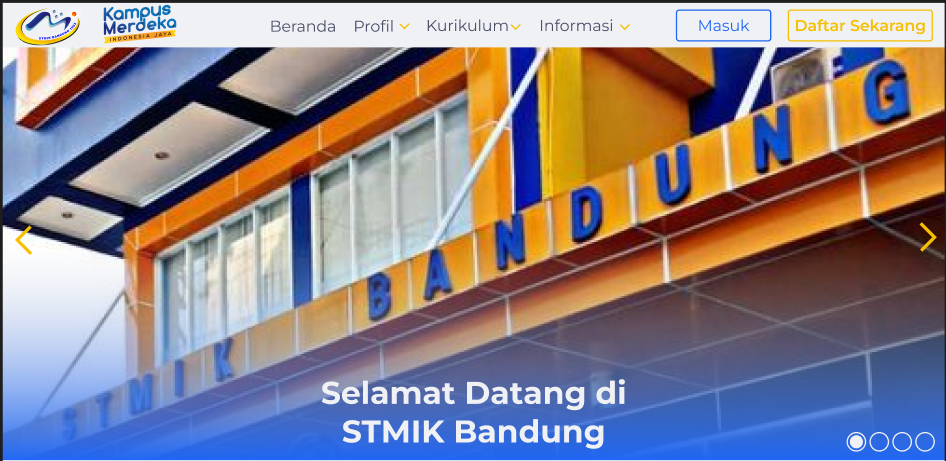 Kampus
Merdeka
INDONESIA JAYA
STMIK BANDUNG
Beranda Profil Kurikulum Informasi Masuk Daftar Sekarang
STMIK BANDUNG
Selamat Datang di
STMIK Bandung